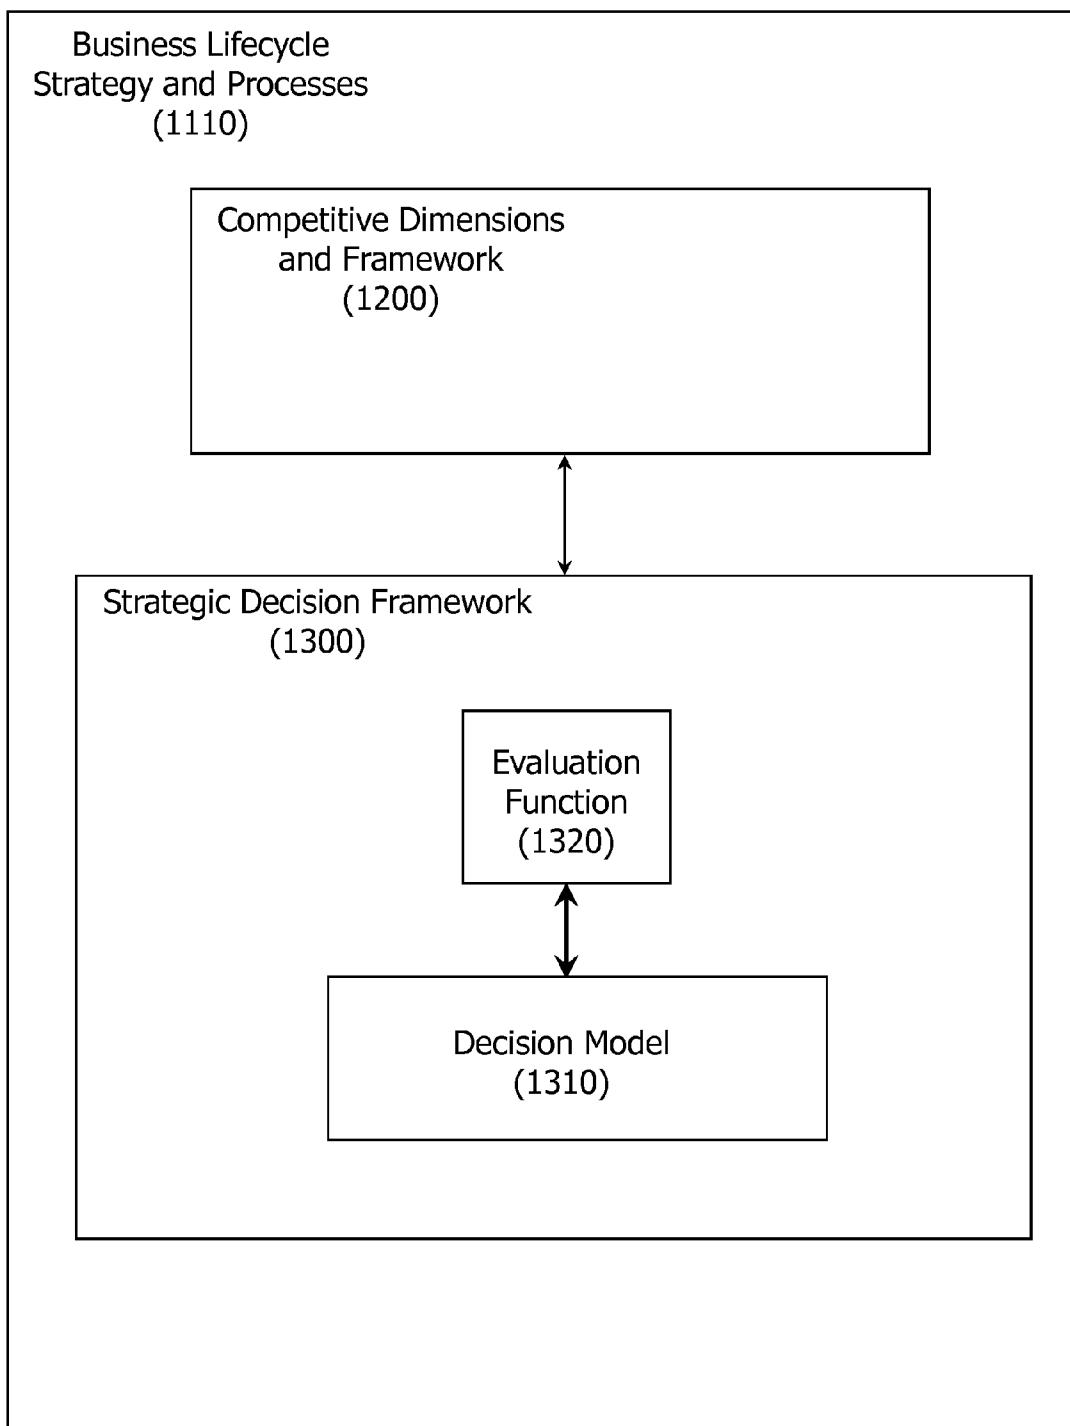 Business Lifecycle
Strategy and Processes
(1110)
Competitive Dimensions
and Framework
(1200)
Strategic Decision Framework
(1300)
Evaluation
Function
(1320)
Decision Model
(1310)